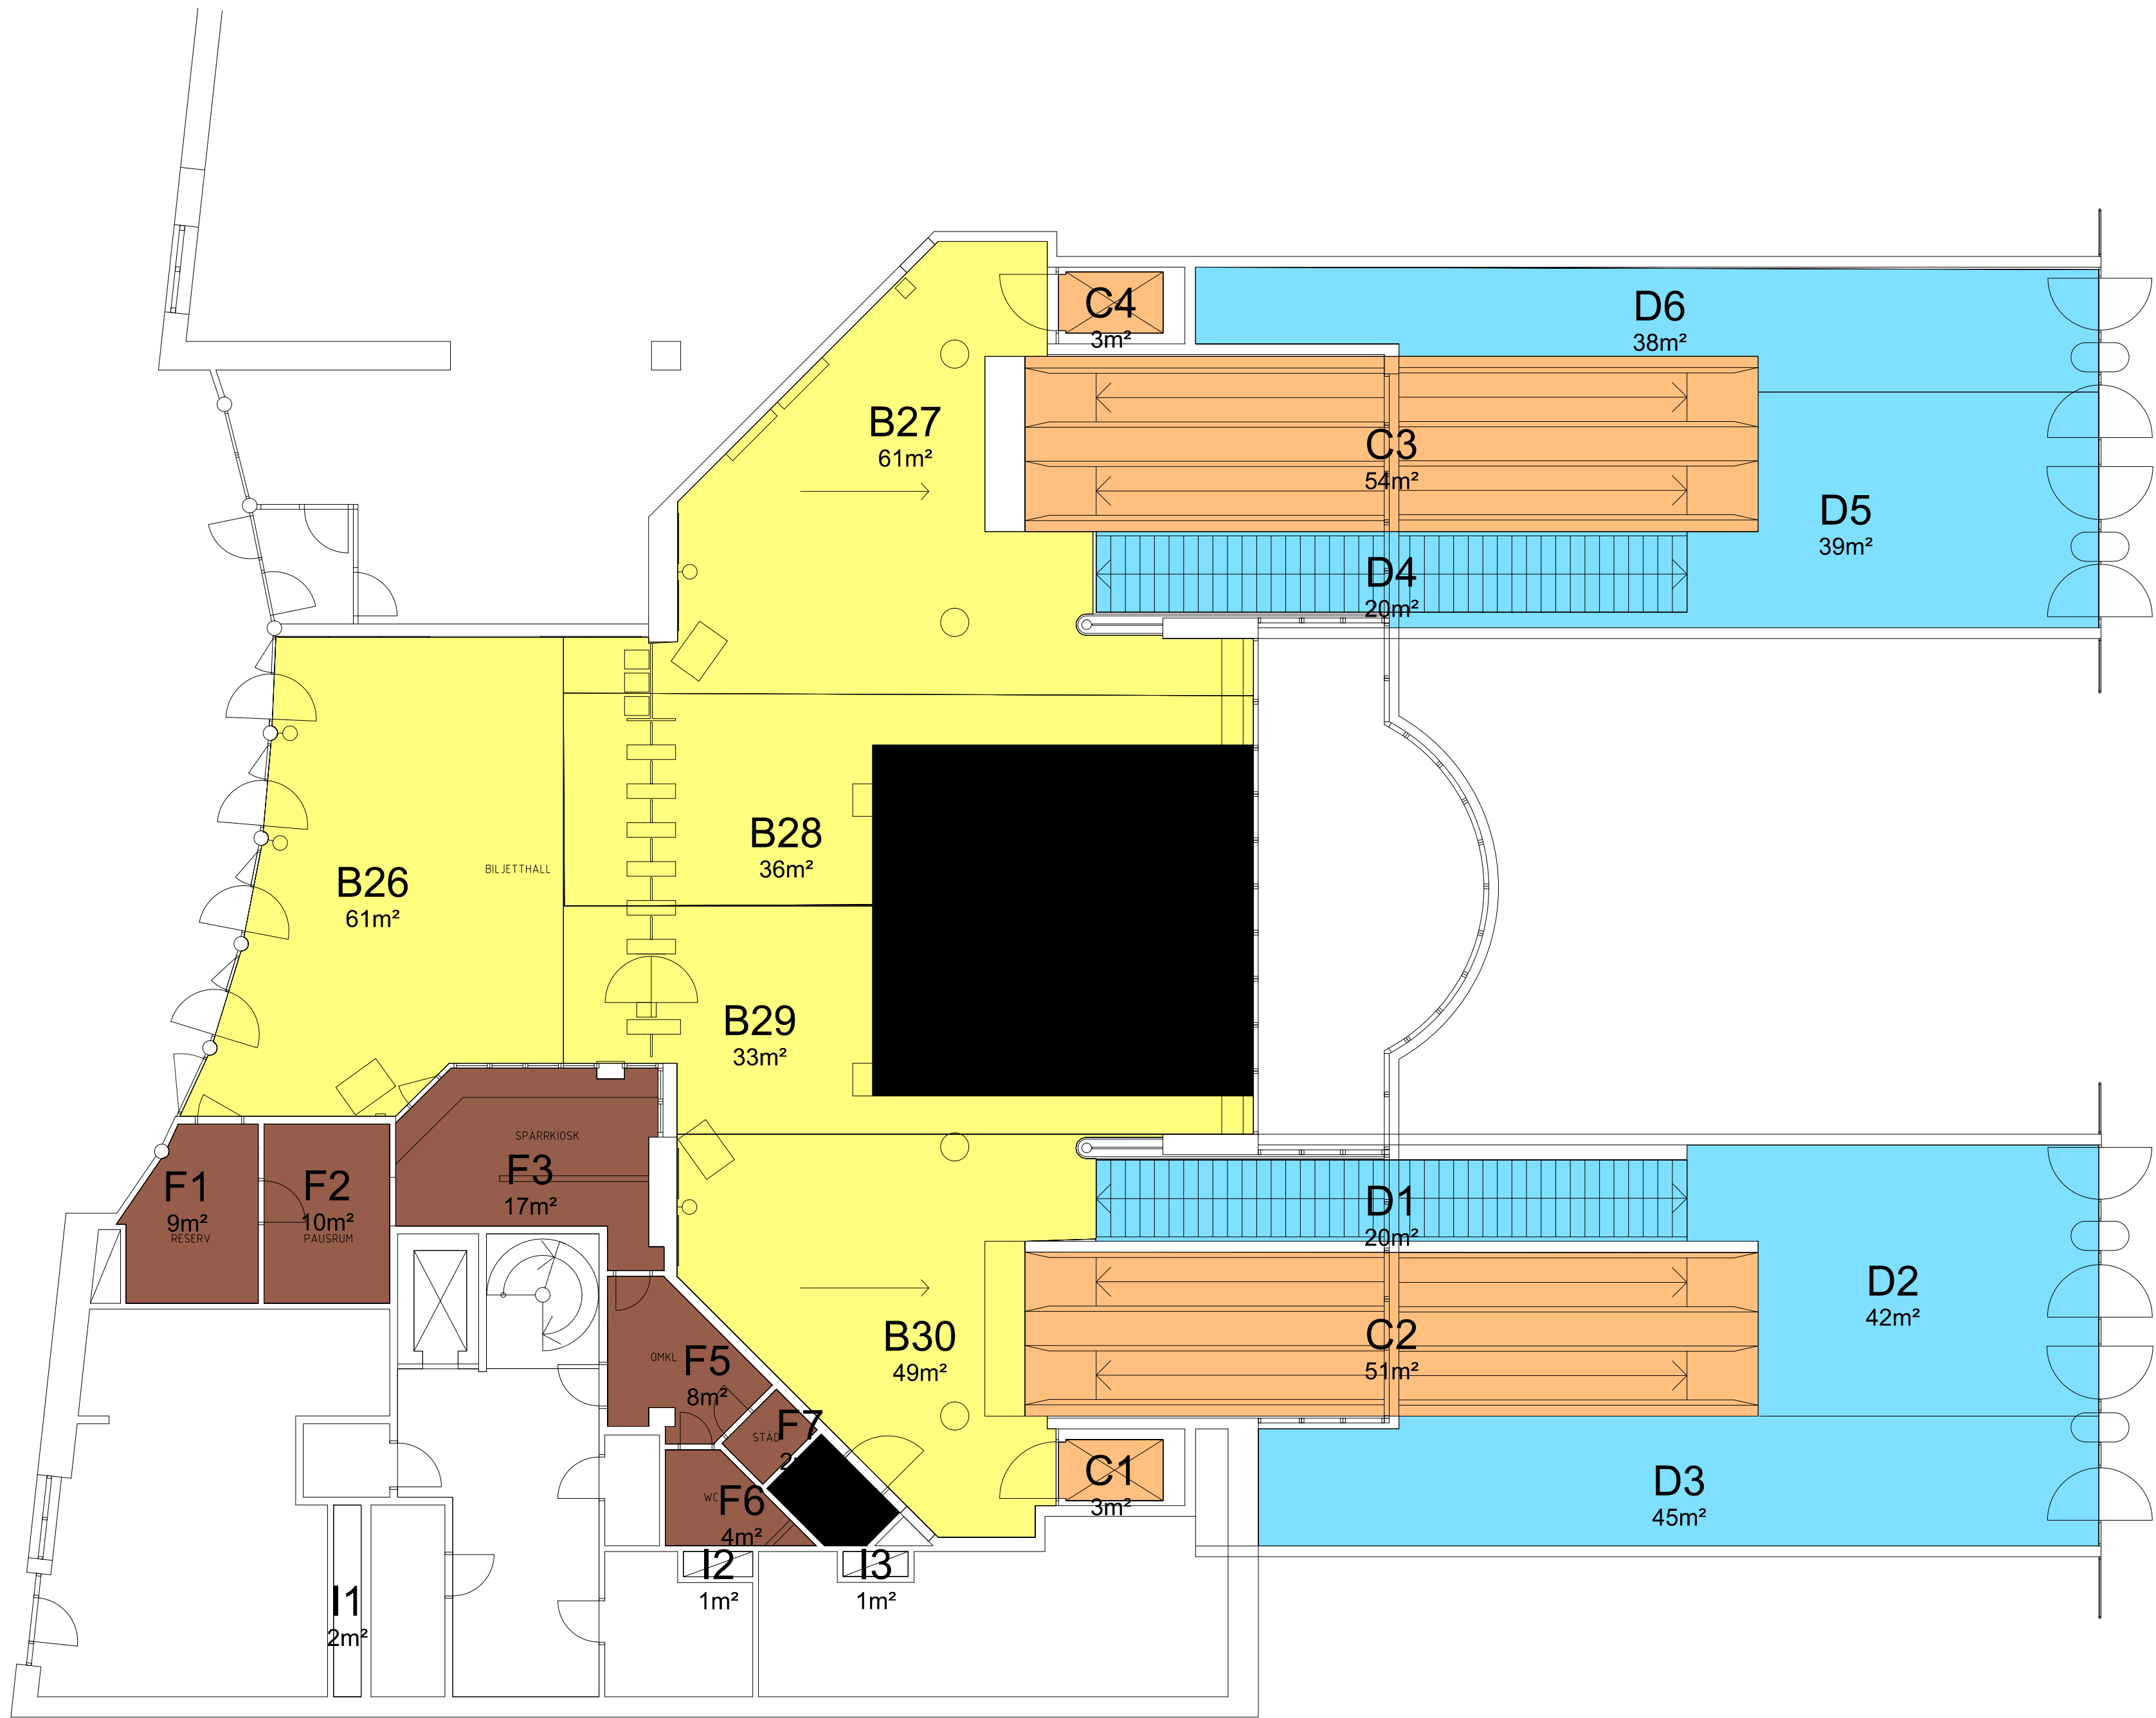 C4
3m²
D6
38m²
B27
61m²
C3
54m²
D5
39m²
D4
20m²
B28
36m²
BILJETTHALL
B26
61m²
B29
33m²
SPÄRRKIOSK
F3
17m²
F1
9m²
RESERV
F2
10m²
PAUSRUM
D1
20m²
D2
42m²
B30
49m²
C2
51m²
OMKL
F5
8m²
F7
STÄD
C1
3m²
D3
45m²
WC
F6
4m²
I2
1m²
I3
1m²
I1
2m²